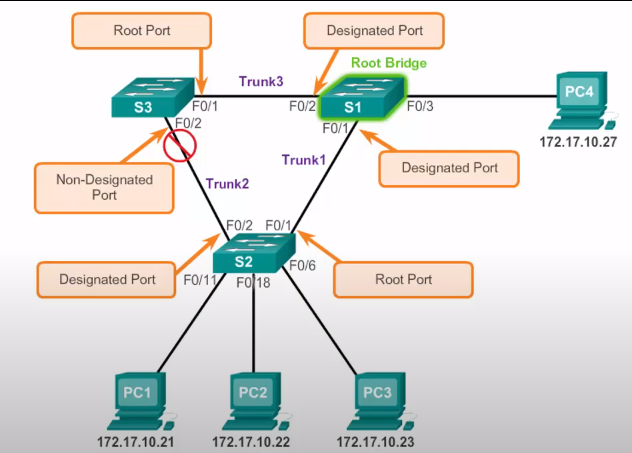 Root Port
Designated Port
Root Bridge
Trunk3
S3
F0/1
F0/2
S1
F0/3
PC4
F0/2
F0/1
172.17.10.27
Trunk1
Non-Designated
Port
Designated Port
Trunk2
F0/2
F0/1
S2
Designated Port
F0/11
F0/18
F0/6
Root Port
PC1
PC2
PC3
172.17.10.21
172.17.10.22
172.17.10.23